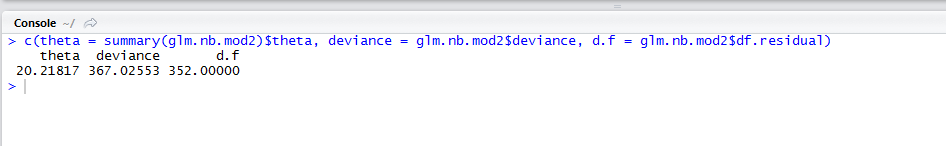 Console ~/
> c(theta = summary(glm.nb.mod2)$theta, deviance = glm.nb.mod2$deviance, d.f = glm.nb.mod2$df.residual)
    theta  deviance       d.f
 20.21817 367.02553 352.00000
>